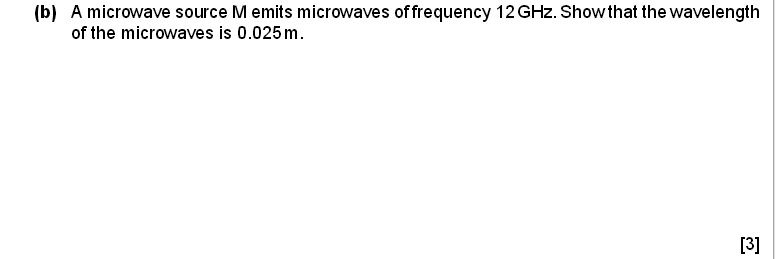 (b) A microwave source M emits microwaves of frequency 12 GHz. Show that the wavelength
of the microwaves is 0.025 m.
[3]